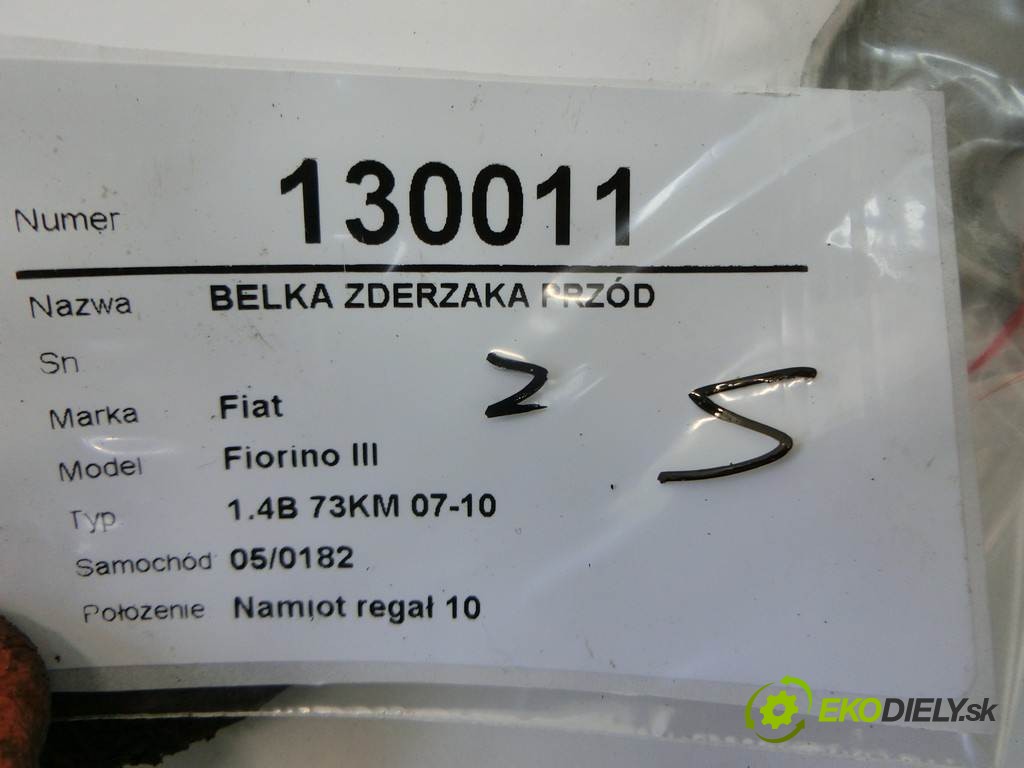 Numer 130011
Nazwa BELKA ZDERZAKA PRZÓD
Sn
Marka Fiat
2 5
Model Fiorino III
Typ 1.4B 73KM 07-10
Samochód 05/0182
Położenie Namiot regał 10
EKODIELY.sk